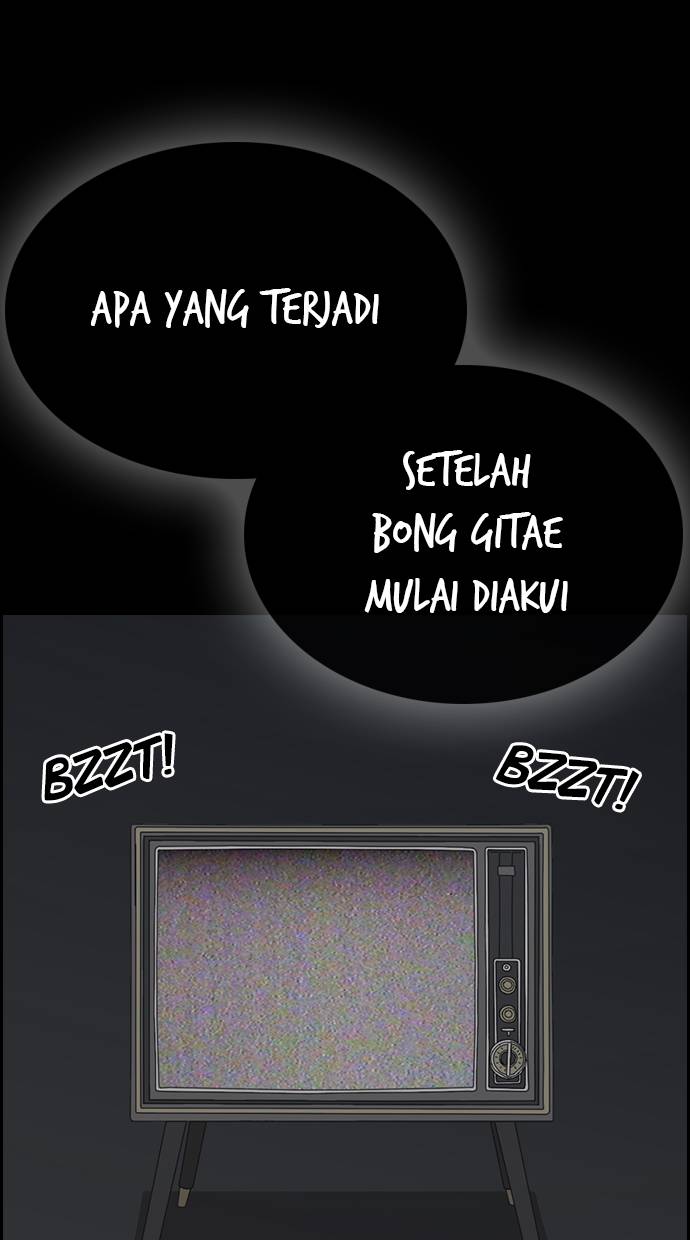 APA YANG TERJADI
SETELAH
BONG GITAE
MULAI DIAKUI
BZZT!
BZZT!